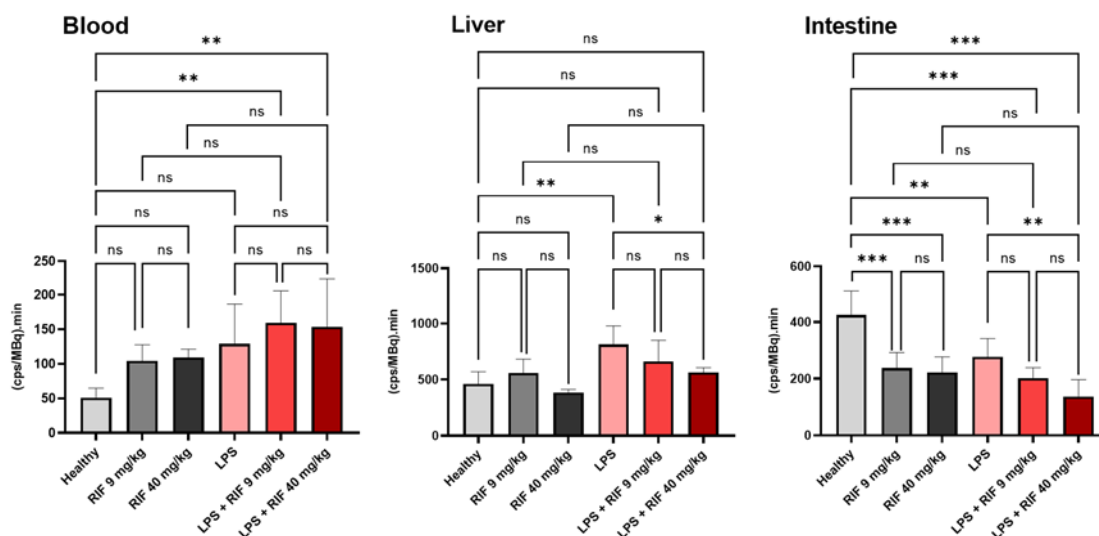 Blood
**
**
ns
ns
ns
ns
ns
ns
ns
ns
ns
250
200
150
100
50
0
(cps/MBq).min
Healthy
RIF 9 mg/kg
RIF 40 mg/kg
LPS
LPS + RIF 9 mg/kg
LPS + RIF 40 mg/kg
Liver
ns
ns
ns
ns
**
ns
*
ns
ns
ns
ns
1500
1000
500
0
(cps/MBq).min
Healthy
RIF 9 mg/kg
RIF 40 mg/kg
LPS
LPS + RIF 9 mg/kg
LPS + RIF 40 mg/kg
Intestine
***
***
ns
ns
**
***
**
***
ns
ns
ns
600
400
200
0
(cps/MBq).min
Healthy
RIF 9 mg/kg
RIF 40 mg/kg
LPS
LPS + RIF 9 mg/kg
LPS + RIF 40 mg/kg